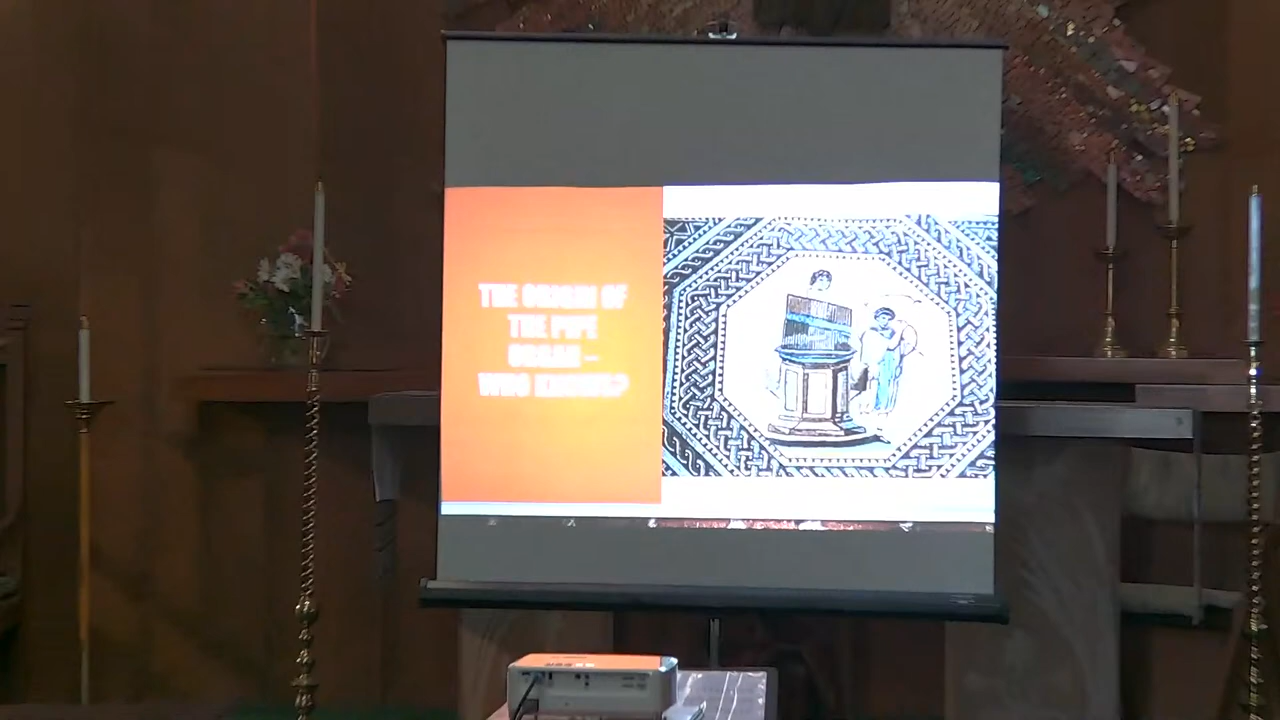 THE ORIGIN OF
THE PIPE
ORGAN –
WHO KNOWS?